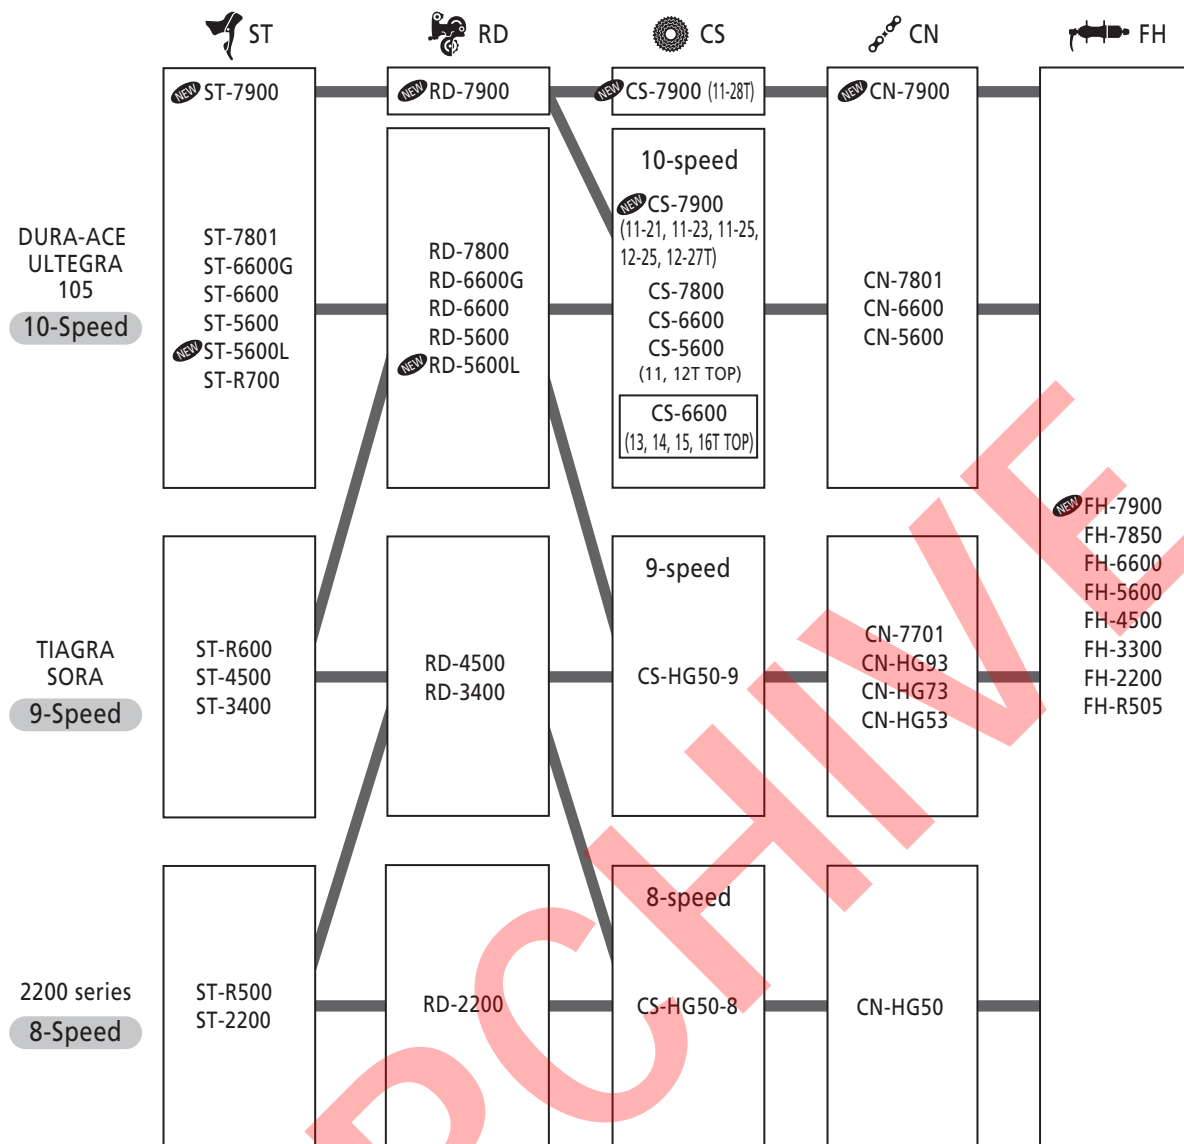 ST
RD
CS
CN
FH
NEW ST-7900
NEW RD-7900
NEW CS-7900 (11-28T)
NEW CN-7900
DURA-ACE
ULTEGRA
105
10-Speed
ST-7801
ST-6600G
ST-6600
ST-5600
NEW ST-5600L
ST-R700
RD-7800
RD-6600G
RD-6600
RD-5600
NEW RD-5600L
10-speed
NEW CS-7900
(11-21, 11-23, 11-25,
12-25, 12-27T)
CS-7800
CS-6600
CS-5600
(11, 12T TOP)
CS-6600
(13, 14, 15, 16T TOP)
CN-7801
CN-6600
CN-5600
NEW FH-7900
FH-7850
FH-6600
FH-5600
FH-4500
FH-3300
FH-2200
FH-R505
TIAGRA
SORA
9-Speed
ST-R600
ST-4500
ST-3400
RD-4500
RD-3400
9-speed
CS-HG50-9
CN-7701
CN-HG93
CN-HG73
CN-HG53
2200 series
8-Speed
ST-R500
ST-2200
RD-2200
8-speed
CS-HG50-8
CN-HG50
RCHIVE